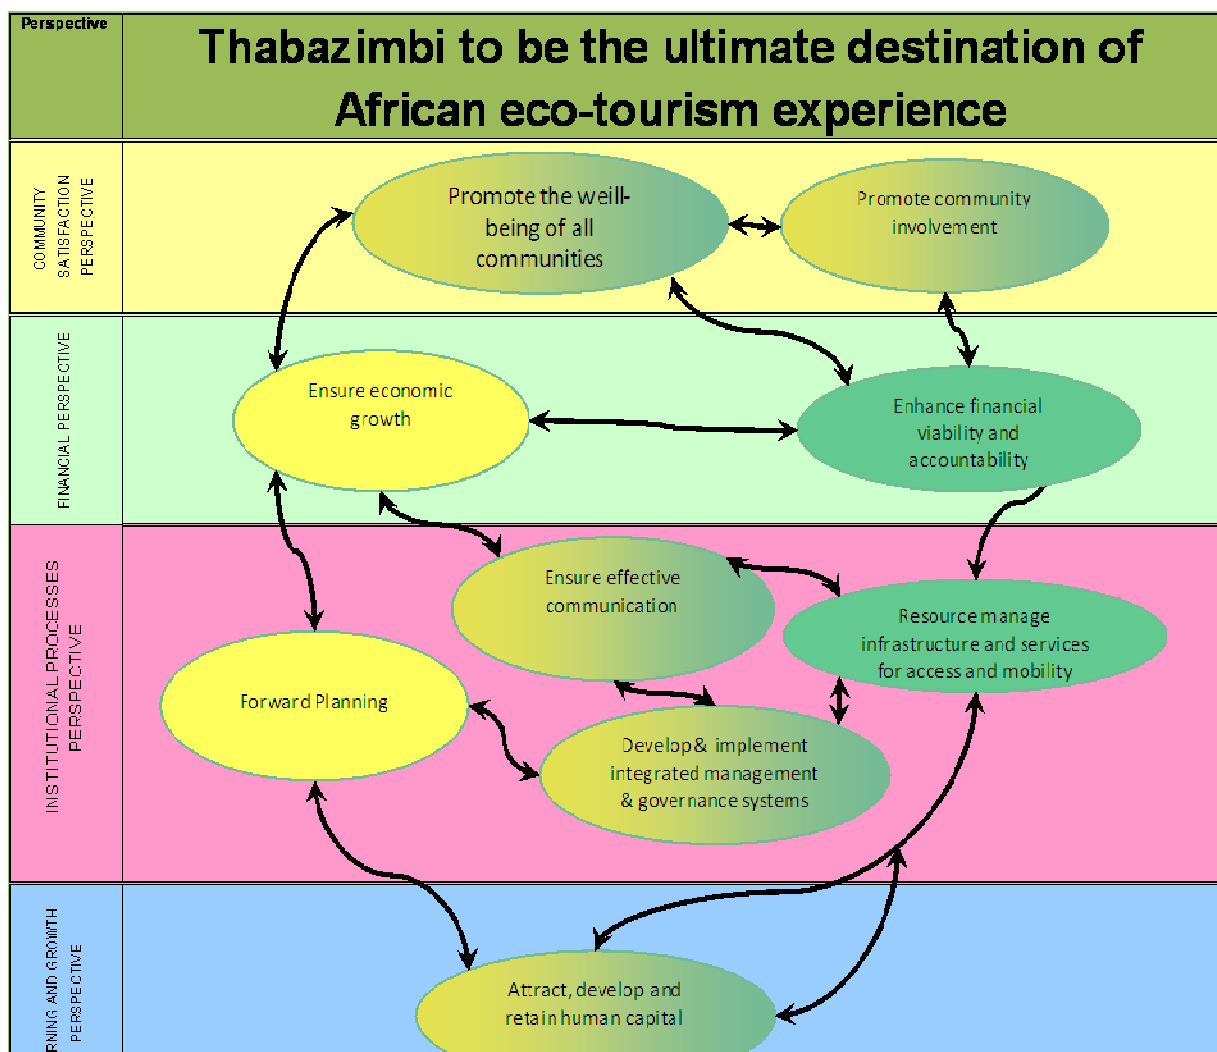 Perspective
Thabazimbi to be the ultimate destination of
African eco-tourism experience
COMMUNITY
SATISFACTION
PERSPECTIVE
Promote the weill-
being of all
communities
Promote community
involvement
FINANCIAL PERSPECTIVE
Ensure economic
growth
Enhance financial
viability and
accountability
INSTITUTIONAL PROCESSES
PERSPECTIVE
Ensure effective
communication
Resource manage
infrastructure and services
for access and mobility
Forward Planning
Develop & implement
integrated management
& governance systems
RNING AND GROWTH
PERSPECTIVE
Attract, develop and
retain human capital